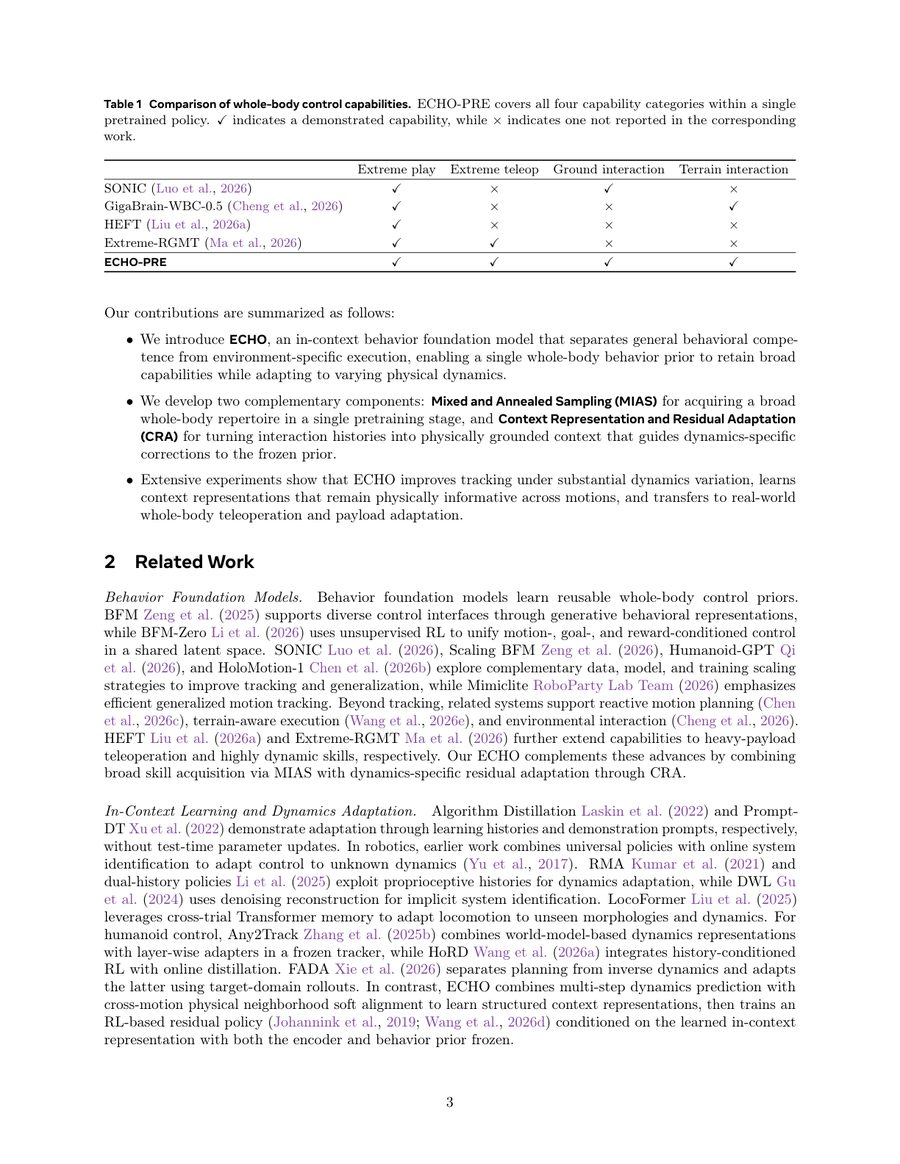 Table 1 Comparison of whole-body control capabilities. ECHO-PRE covers all four capability categories within a single
pretrained policy. ✓ indicates a demonstrated capability, while × indicates one not reported in the corresponding
work.
Extreme play Extreme teleop Ground interaction Terrain interaction
SONIC (Luo et al., 2026) ✓ × ✓ ×
GigaBrain-WBC-0.5 (Cheng et al., 2026) ✓ × × ✓
HEFT (Liu et al., 2026a) ✓ × × ×
Extreme-RGMT (Ma et al., 2026) ✓ ✓ × ×
ECHO-PRE ✓ ✓ ✓ ✓
Our contributions are summarized as follows:
• We introduce ECHO, an in-context behavior foundation model that separates general behavioral compe-
tence from environment-specific execution, enabling a single whole-body behavior prior to retain broad
capabilities while adapting to varying physical dynamics.
• We develop two complementary components: Mixed and Annealed Sampling (MIAS) for acquiring a broad
whole-body repertoire in a single pretraining stage, and Context Representation and Residual Adaptation
(CRA) for turning interaction histories into physically grounded context that guides dynamics-specific
corrections to the frozen prior.
• Extensive experiments show that ECHO improves tracking under substantial dynamics variation, learns
context representations that remain physically informative across motions, and transfers to real-world
whole-body teleoperation and payload adaptation.
2 Related Work
Behavior Foundation Models. Behavior foundation models learn reusable whole-body control priors.
BFM Zeng et al. (2025) supports diverse control interfaces through generative behavioral representations,
while BFM-Zero Li et al. (2026) uses unsupervised RL to unify motion-, goal-, and reward-conditioned control
in a shared latent space. SONIC Luo et al. (2026), Scaling BFM Zeng et al. (2026), Humanoid-GPT Qi
et al. (2026), and HoloMotion-1 Chen et al. (2026b) explore complementary data, model, and training scaling
strategies to improve tracking and generalization, while Mimiclite RoboParty Lab Team (2026) emphasizes
efficient generalized motion tracking. Beyond tracking, related systems support reactive motion planning (Chen
et al., 2026c), terrain-aware execution (Wang et al., 2026e), and environmental interaction (Cheng et al., 2026).
HEFT Liu et al. (2026a) and Extreme-RGMT Ma et al. (2026) further extend capabilities to heavy-payload
teleoperation and highly dynamic skills, respectively. Our ECHO complements these advances by combining
broad skill acquisition via MIAS with dynamics-specific residual adaptation through CRA.
In-Context Learning and Dynamics Adaptation. Algorithm Distillation Laskin et al. (2022) and Prompt-
DT Xu et al. (2022) demonstrate adaptation through learning histories and demonstration prompts, respectively,
without test-time parameter updates. In robotics, earlier work combines universal policies with online system
identification to adapt control to unknown dynamics (Yu et al., 2017). RMA Kumar et al. (2021) and
dual-history policies Li et al. (2025) exploit proprioceptive histories for dynamics adaptation, while DWL Gu
et al. (2024) uses denoising reconstruction for implicit system identification. LocoFormer Liu et al. (2025)
leverages cross-trial Transformer memory to adapt locomotion to unseen morphologies and dynamics. For
humanoid control, Any2Track Zhang et al. (2025b) combines world-model-based dynamics representations
with layer-wise adapters in a frozen tracker, while HoRD Wang et al. (2026a) integrates history-conditioned
RL with online distillation. FADA Xie et al. (2026) separates planning from inverse dynamics and adapts
the latter using target-domain rollouts. In contrast, ECHO combines multi-step dynamics prediction with
cross-motion physical neighborhood soft alignment to learn structured context representations, then trains an
RL-based residual policy (Johannink et al., 2019; Wang et al., 2026d) conditioned on the learned in-context
representation with both the encoder and behavior prior frozen.
3